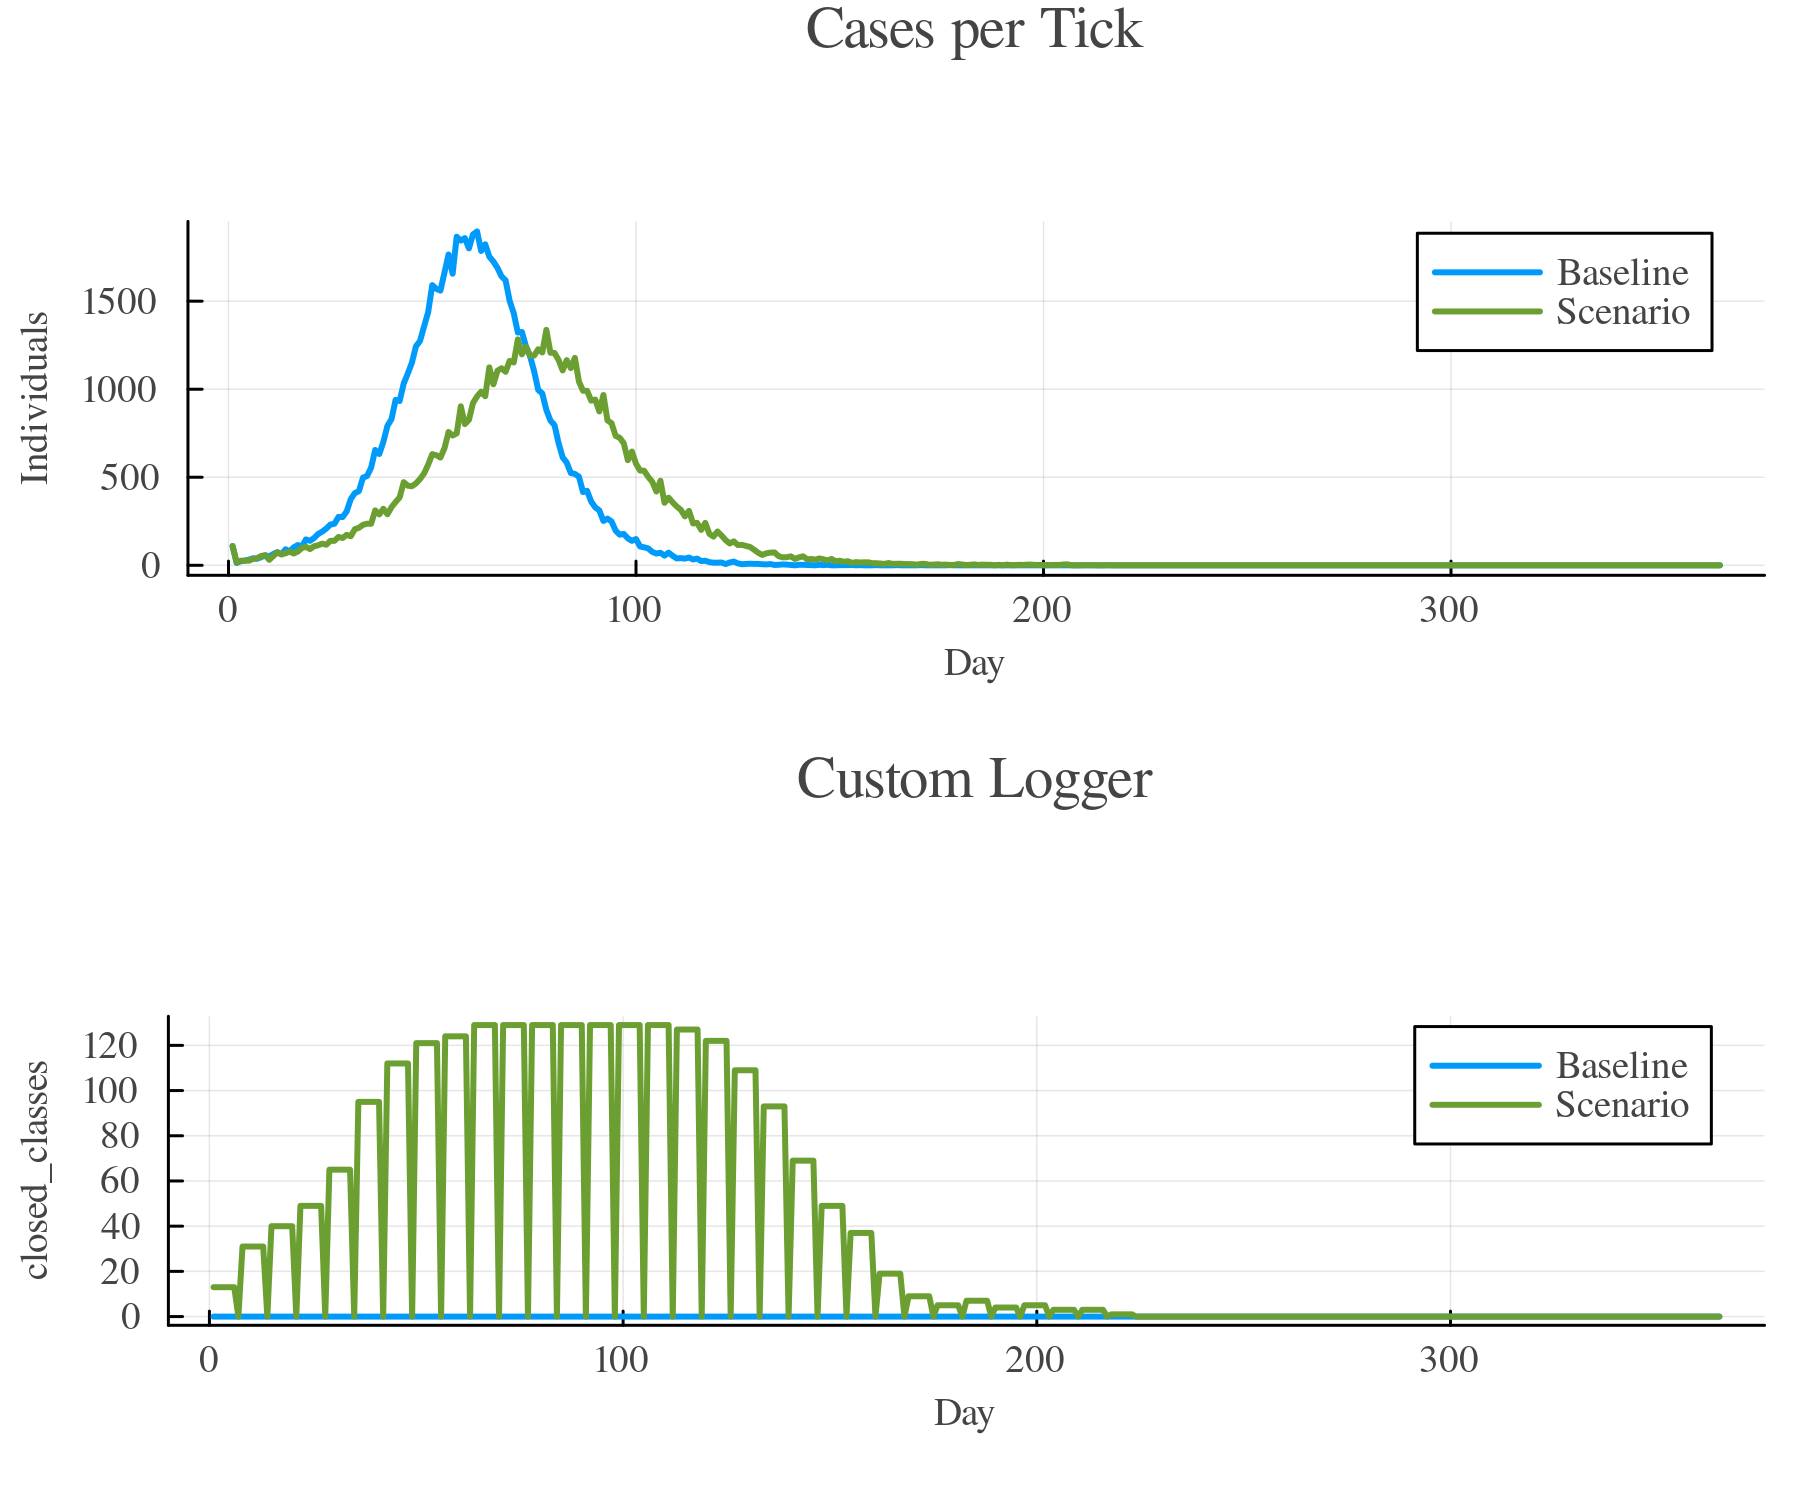 Cases per Tick
Individuals
1500
1000
500
0
0 100 200 300
Day
Baseline
Scenario
Custom Logger
closed_classes
120
100
80
60
40
20
0
0 100 200 300
Day
Baseline
Scenario